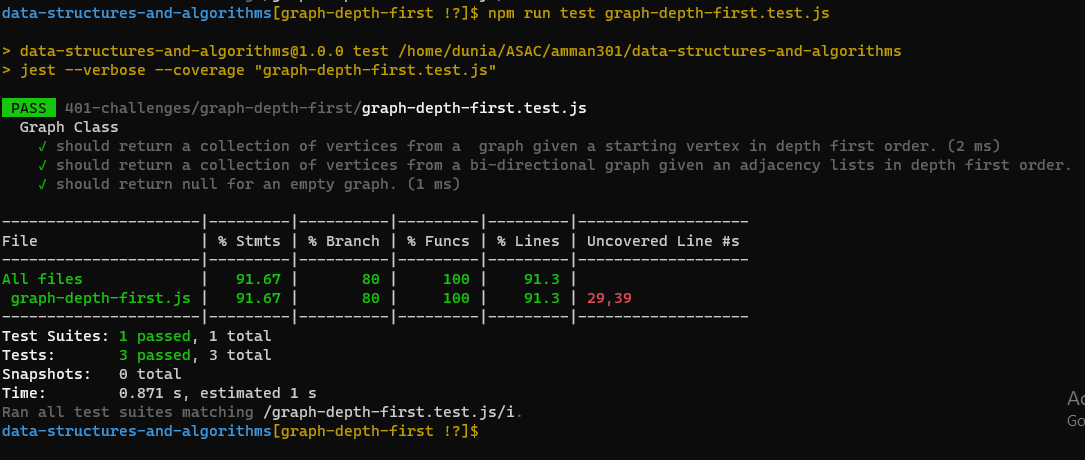 data-structures-and-algorithms[graph-depth-first !?]$ npm run test graph-depth-first.test.js
> data-structures-and-algorithms@1.0.0 test /home/dunia/ASAC/amman301/data-structures-and-algorithms
> jest --verbose --coverage "graph-depth-first.test.js"
PASS 401-challenges/graph-depth-first/graph-depth-first.test.js
Graph Class
√ should return a collection of vertices from a  graph given a starting vertex in depth first order. (2 ms)
√ should return a collection of vertices from a bi-directional graph given an adjacency lists in depth first order.
√ should return null for an empty graph. (1 ms)
----------------------|---------|----------|---------|---------|-------------------
File                  | % Stmts | % Branch | % Funcs | % Lines | Uncovered Line #s
----------------------|---------|----------|---------|---------|-------------------
All files             |   91.67 |       80 |     100 |    91.3 |
graph-depth-first.js |   91.67 |       80 |     100 |    91.3 | 29,39
----------------------|---------|----------|---------|---------|-------------------
Test Suites: 1 passed, 1 total
Tests:       3 passed, 3 total
Snapshots:   0 total
Time:        0.871 s, estimated 1 s
Ran all test suites matching /graph-depth-first.test.js/i.
data-structures-and-algorithms[graph-depth-first !?]$